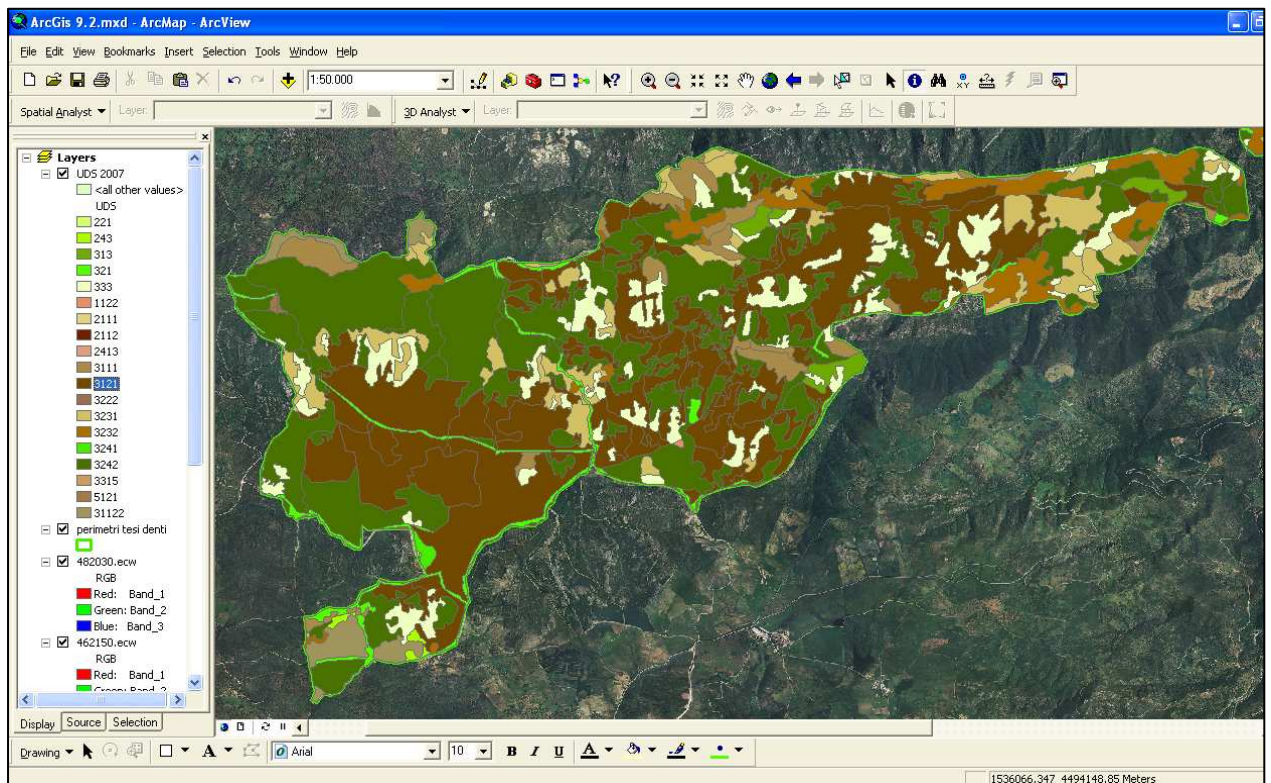 ArcGis 9.2.mxd - ArcMap - ArcView
File Edit View Bookmarks Insert Selection Tools Window Help
1:50.000
Spatial Analyst Layer: 3D Analyst Layer:
Layers
UDS 2007
<all other values>
UDS
221
243
313
321
333
1122
2111
2112
2413
3111
3121
3222
3231
3232
3241
3242
3315
5121
31122
perimetri tesi denti
482030.ecw
RGB
Red: Band_1
Green: Band_2
Blue: Band_3
462150.ecw
RGB
Red: Band_1
Green: Band_2
Display Source Selection
Drawing A Arial 10 B I U A
1536066.347 4494148.85 Meters